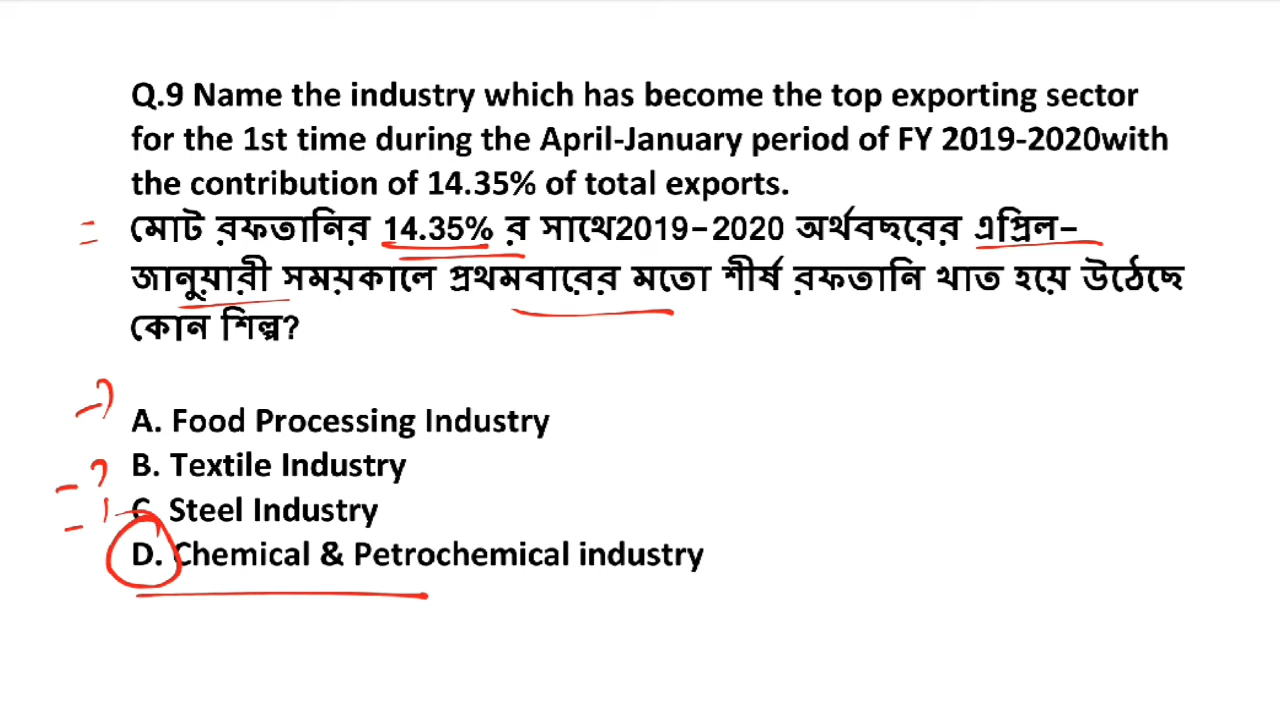 Q.9 Name the industry which has become the top exporting sector
for the 1st time during the April-January period of FY 2019-2020with
the contribution of 14.35% of total exports.
মোট রফতানির 14.35% র সাথে2019-2020 অর্থবছরের এপ্রিল-
জানুয়ারী সময়কালে প্রথমবারের মতো শীর্ষ রফতানি খাত হয়ে উঠেছে
কোন শিল্প?
A. Food Processing Industry
B. Textile Industry
C. Steel Industry
D. Chemical & Petrochemical industry